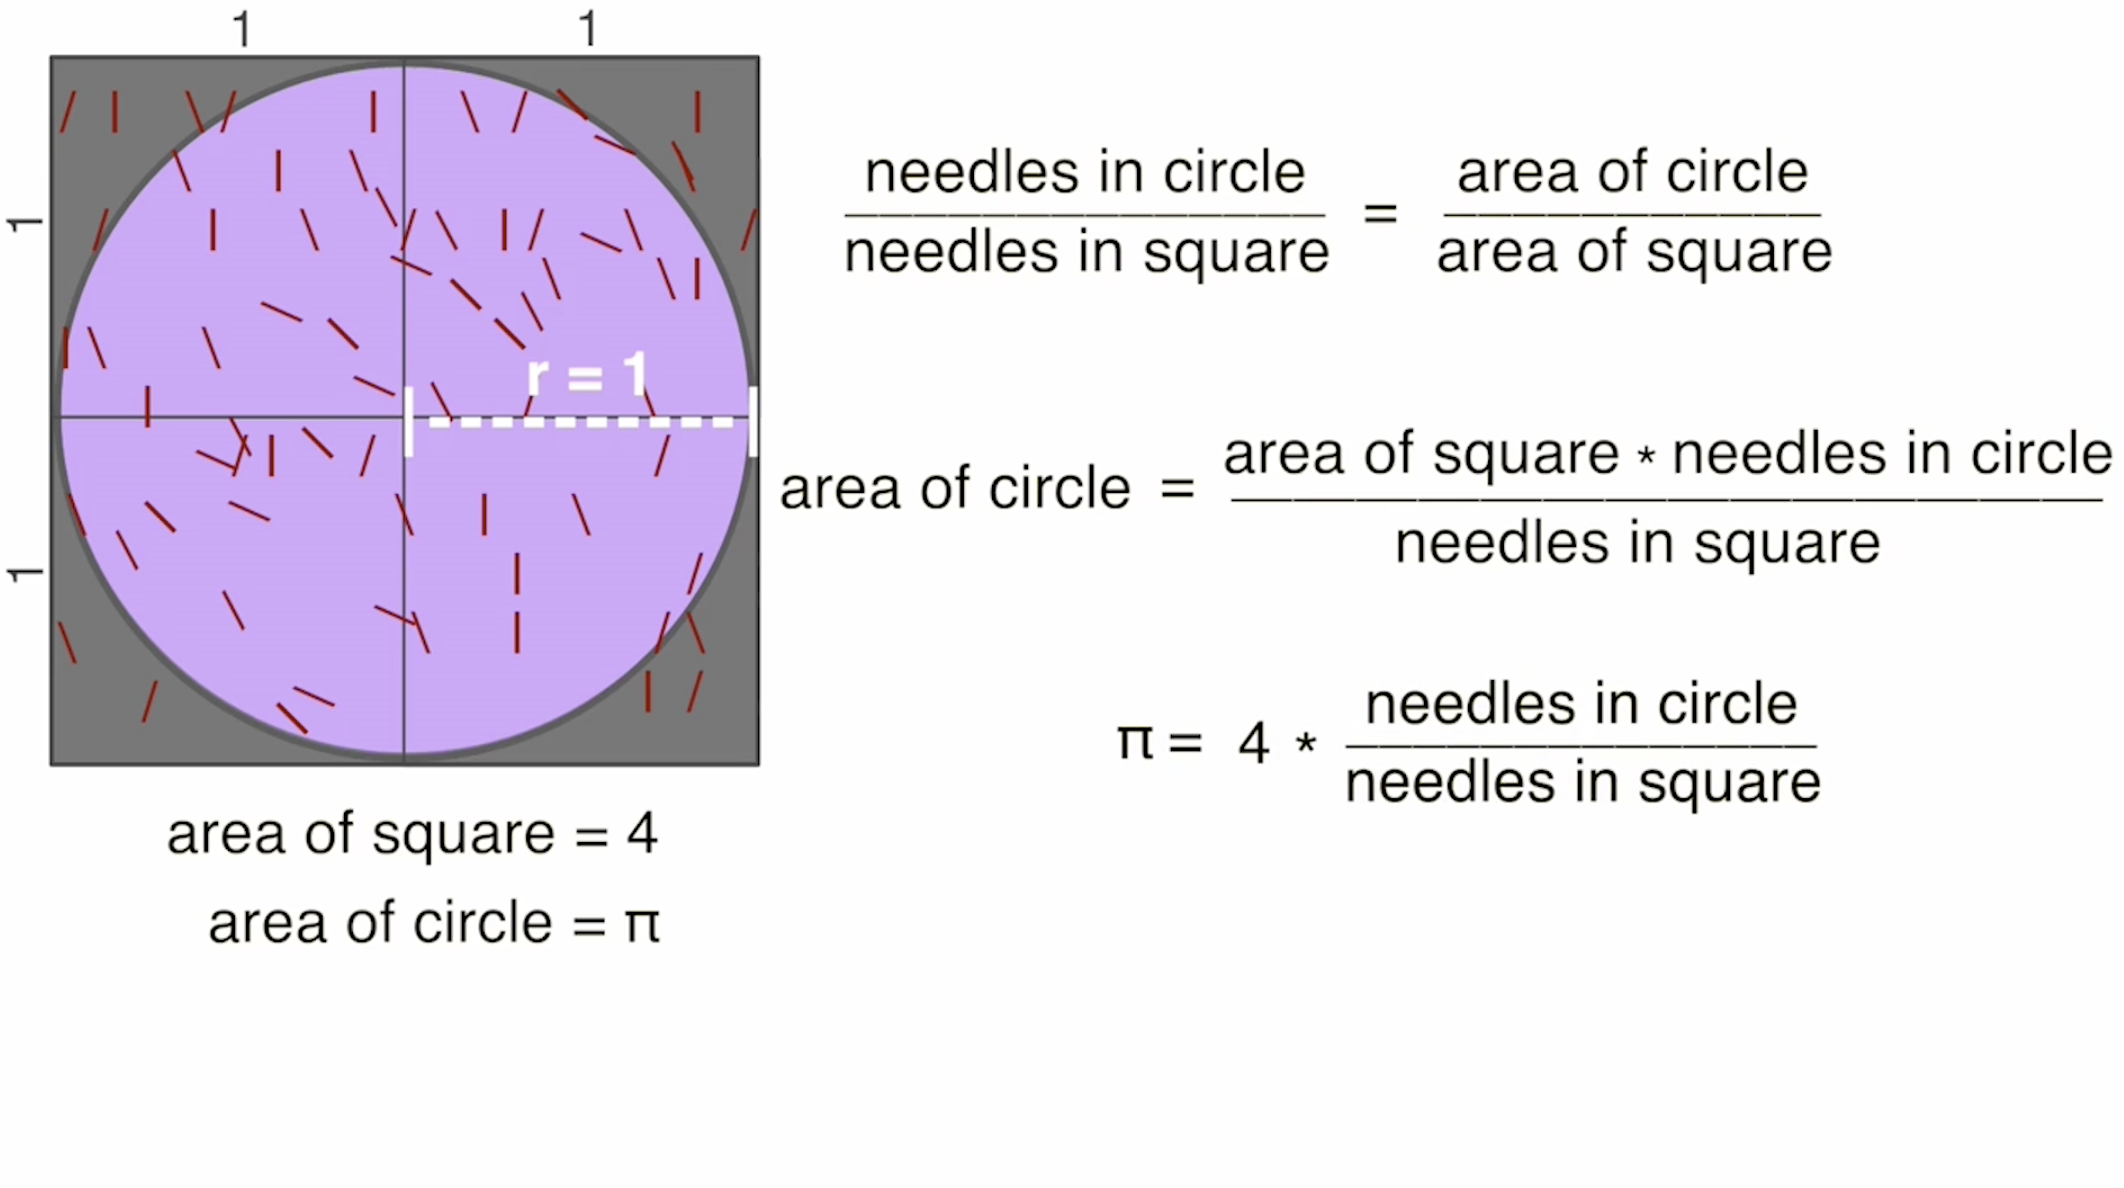 1 1
1
1
r = 1
area of square = 4
area of circle = π
needles in circle
needles in square
=
area of circle
area of square
area of circle =
area of square * needles in circle
needles in square
π = 4 *
needles in circle
needles in square